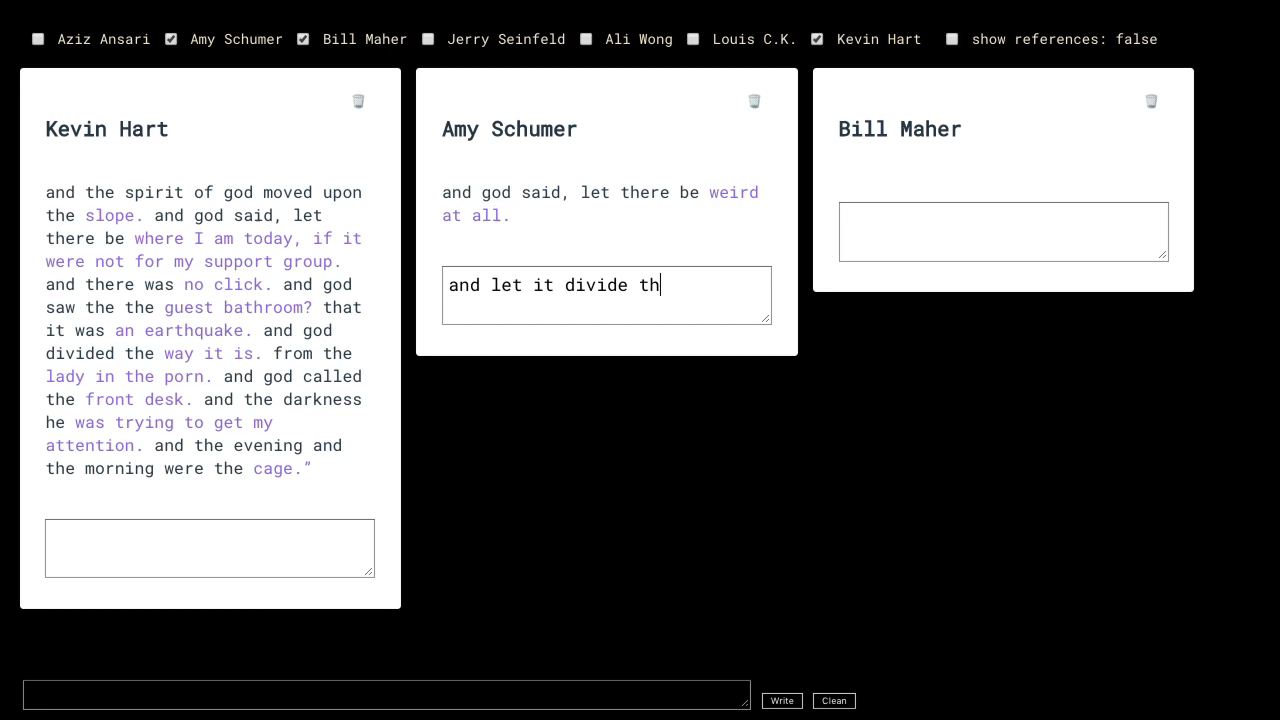 Aziz Ansari Amy Schumer Bill Maher Jerry Seinfeld Ali Wong Louis C.K. Kevin Hart show references: false
Kevin Hart
and the spirit of god moved upon
the slope. and god said, let
there be where I am today, if it
were not for my support group.
and there was no click. and god
saw the the guest bathroom? that
it was an earthquake. and god
divided the way it is. from the
lady in the porn. and god called
the front desk. and the darkness
he was trying to get my
attention. and the evening and
the morning were the cage.”
Amy Schumer
and god said, let there be weird
at all.
and let it divide th
Bill Maher
Write
Clean